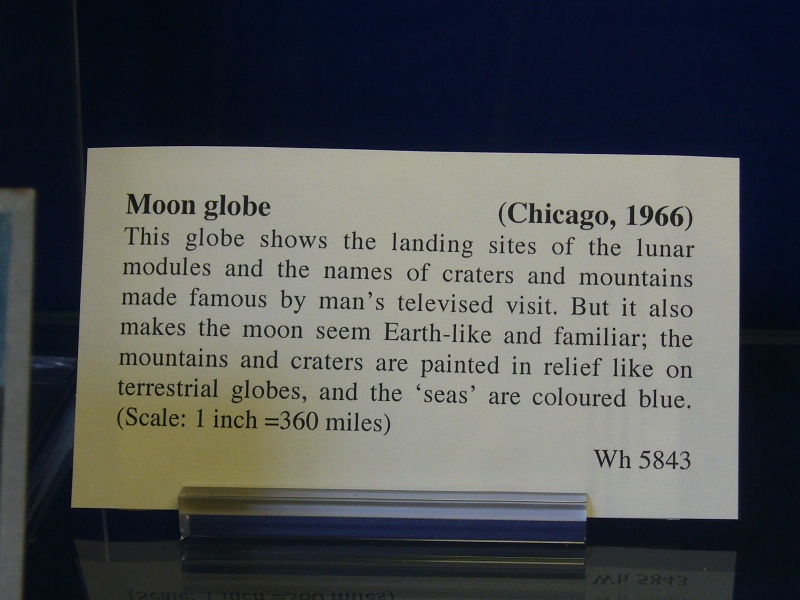 Moon globe (Chicago, 1966)
This globe shows the landing sites of the lunar
modules and the names of craters and mountains
made famous by man's televised visit. But it also
makes the moon seem Earth-like and familiar; the
mountains and craters are painted in relief like on
terrestrial globes, and the ‘seas’ are coloured blue.
(Scale: 1 inch =360 miles)
Wh 5843